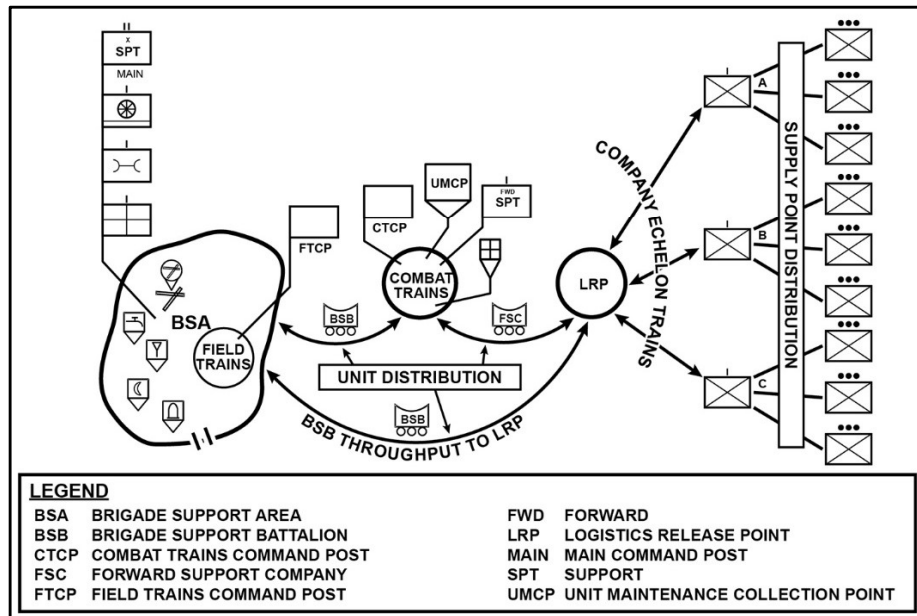 X
SPT
MAIN
FTCP
CTCP
UMCP
FWD
SPT
BSA
FIELD
TRAINS
COMBAT
TRAINS
BSB
FSC
LRP
UNIT DISTRIBUTION
BSB
BSB THROUGHPUT TO LRP
COMPANY ECHELON TRAINS
A
B
C
SUPPLY POINT DISTRIBUTION
LEGEND
BSA BRIGADE SUPPORT AREA
BSB BRIGADE SUPPORT BATTALION
CTCP COMBAT TRAINS COMMAND POST
FSC FORWARD SUPPORT COMPANY
FTCP FIELD TRAINS COMMAND POST
FWD FORWARD
LRP LOGISTICS RELEASE POINT
MAIN MAIN COMMAND POST
SPT SUPPORT
UMCP UNIT MAINTENANCE COLLECTION POINT